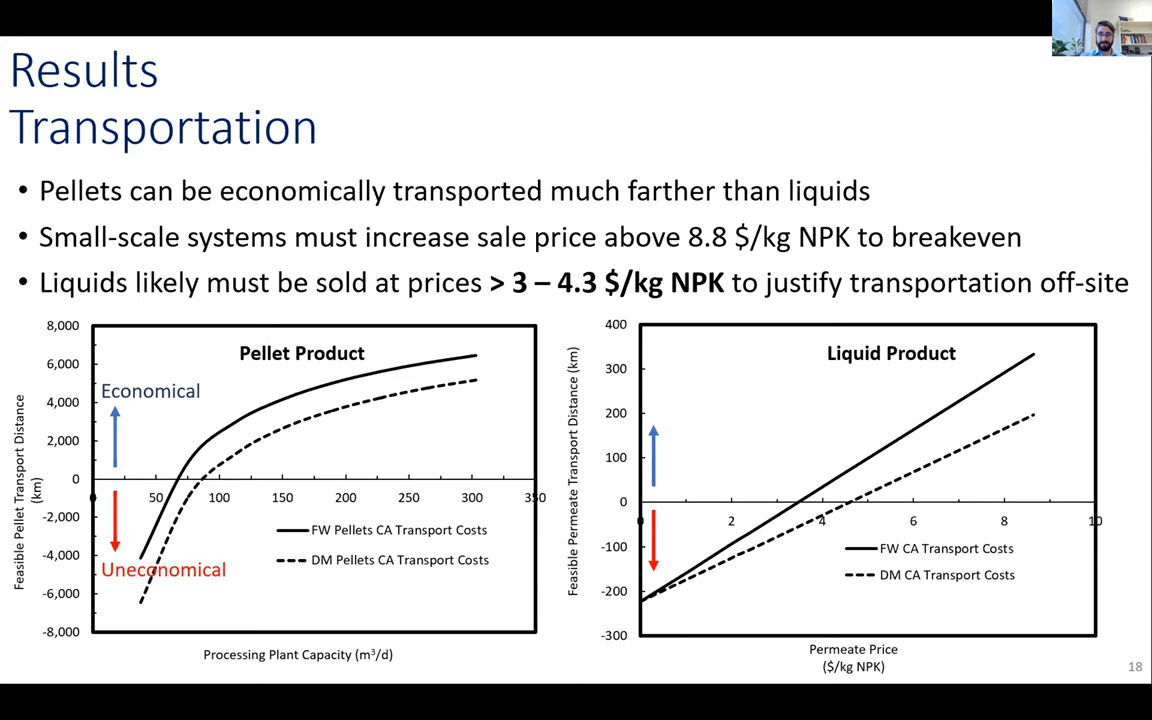 Results
Transportation
• Pellets can be economically transported much farther than liquids
• Small-scale systems must increase sale price above 8.8 $/kg NPK to breakeven
• Liquids likely must be sold at prices > 3 – 4.3 $/kg NPK to justify transportation off-site
Pellet Product
Feasible Pellet Transport Distance
(km)
8,000
6,000
4,000
2,000
0
-2,000
-4,000
-6,000
-8,000
Economical
Uneconomical
0 50 100 150 200 250 300 350
FW Pellets CA Transport Costs
DM Pellets CA Transport Costs
Processing Plant Capacity (m³/d)
Liquid Product
Feasible Permeate Transport Distance (km)
400
300
200
100
0
-100
-200
-300
0 2 4 6 8 10
FW CA Transport Costs
DM CA Transport Costs
Permeate Price
($/kg NPK)
18